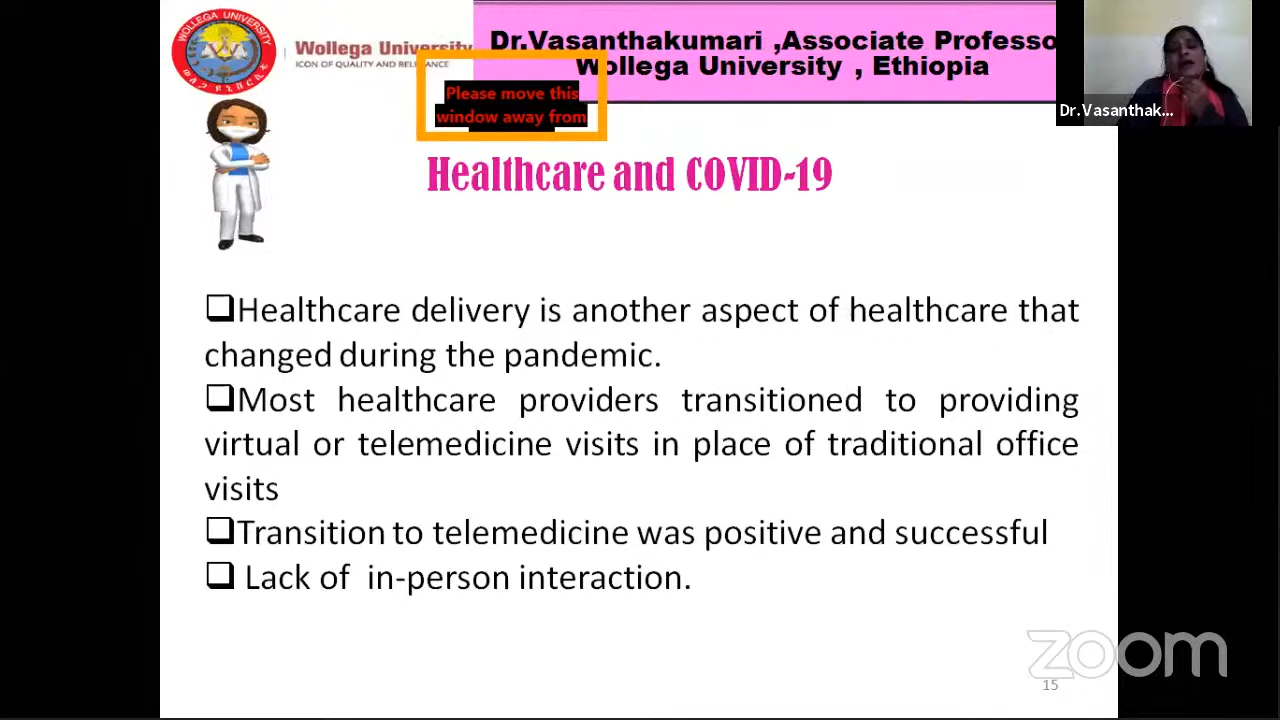 WOLLEGA UNIVERSITY
Wollega University
ICON OF QUALITY AND RELEVANCE
Dr.Vasanthakumari ,Associate Professo
Wollega University , Ethiopia
Please move this
window away from
Dr.Vasanthak...
Healthcare and COVID-19
❑Healthcare delivery is another aspect of healthcare that
changed during the pandemic.
❑Most healthcare providers transitioned to providing
virtual or telemedicine visits in place of traditional office
visits
❑Transition to telemedicine was positive and successful
❑ Lack of in-person interaction.
zoom
15